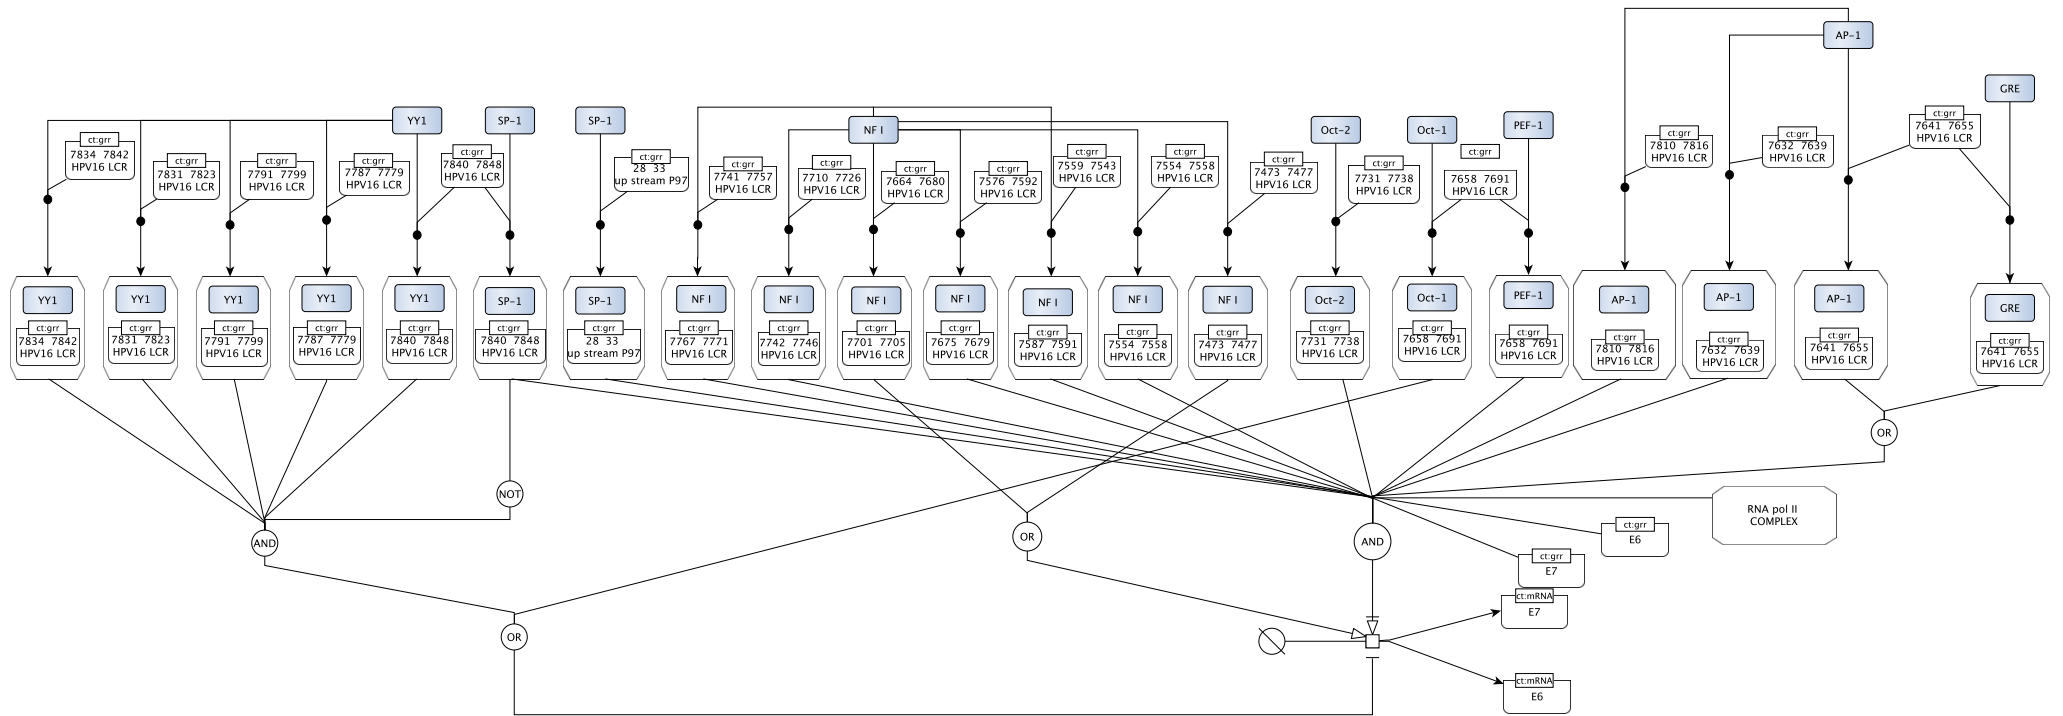 AP-1
GRE
YY1
SP-1
SP-1
NF I
Oct-2
Oct-1
PEF-1
ct:grr
7834 7842
HPV16 LCR
ct:grr
7831 7823
HPV16 LCR
ct:grr
7791 7799
HPV16 LCR
ct:grr
7787 7779
HPV16 LCR
ct:grr
7840 7848
HPV16 LCR
ct:grr
28 33
up stream P97
ct:grr
7741 7757
HPV16 LCR
ct:grr
7710 7726
HPV16 LCR
ct:grr
7664 7680
HPV16 LCR
ct:grr
7576 7592
HPV16 LCR
ct:grr
7559 7543
HPV16 LCR
ct:grr
7554 7558
HPV16 LCR
ct:grr
7473 7477
HPV16 LCR
ct:grr
7731 7738
HPV16 LCR
ct:grr
7658 7691
HPV16 LCR
ct:grr
7810 7816
HPV16 LCR
ct:grr
7632 7639
HPV16 LCR
ct:grr
7641 7655
HPV16 LCR
YY1
ct:grr
7834 7842
HPV16 LCR
YY1
ct:grr
7831 7823
HPV16 LCR
YY1
ct:grr
7791 7799
HPV16 LCR
YY1
ct:grr
7787 7779
HPV16 LCR
YY1
ct:grr
7840 7848
HPV16 LCR
SP-1
ct:grr
7840 7848
HPV16 LCR
SP-1
ct:grr
28 33
up stream P97
NF I
ct:grr
7767 7771
HPV16 LCR
NF I
ct:grr
7742 7746
HPV16 LCR
NF I
ct:grr
7701 7705
HPV16 LCR
NF I
ct:grr
7675 7679
HPV16 LCR
NF I
ct:grr
7587 7591
HPV16 LCR
NF I
ct:grr
7554 7558
HPV16 LCR
NF I
ct:grr
7473 7477
HPV16 LCR
Oct-2
ct:grr
7731 7738
HPV16 LCR
Oct-1
ct:grr
7658 7691
HPV16 LCR
PEF-1
ct:grr
7658 7691
HPV16 LCR
AP-1
ct:grr
7810 7816
HPV16 LCR
AP-1
ct:grr
7632 7639
HPV16 LCR
AP-1
ct:grr
7641 7655
HPV16 LCR
GRE
ct:grr
7641 7655
HPV16 LCR
OR
NOT
RNA pol II
COMPLEX
ct:grr
E6
AND
OR
AND
ct:grr
E7
ct:mRNA
E7
OR
ct:mRNA
E6